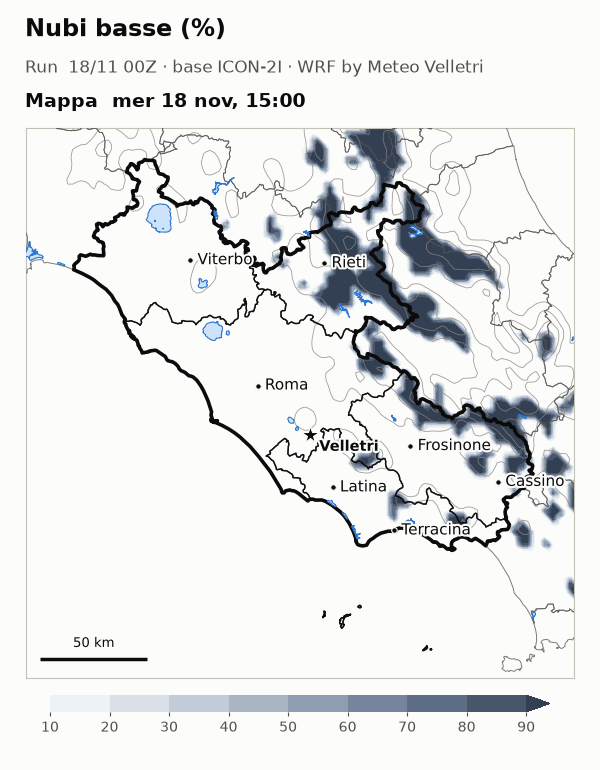 Nubi basse (%)
Run 18/11 00Z · base ICON-2I · WRF by Meteo Velletri
Mappa mer 18 nov, 15:00
Viterbo
Rieti
Roma
Velletri
Frosinone
Latina
Cassino
Terracina
50 km
10 20 30 40 50 60 70 80 90